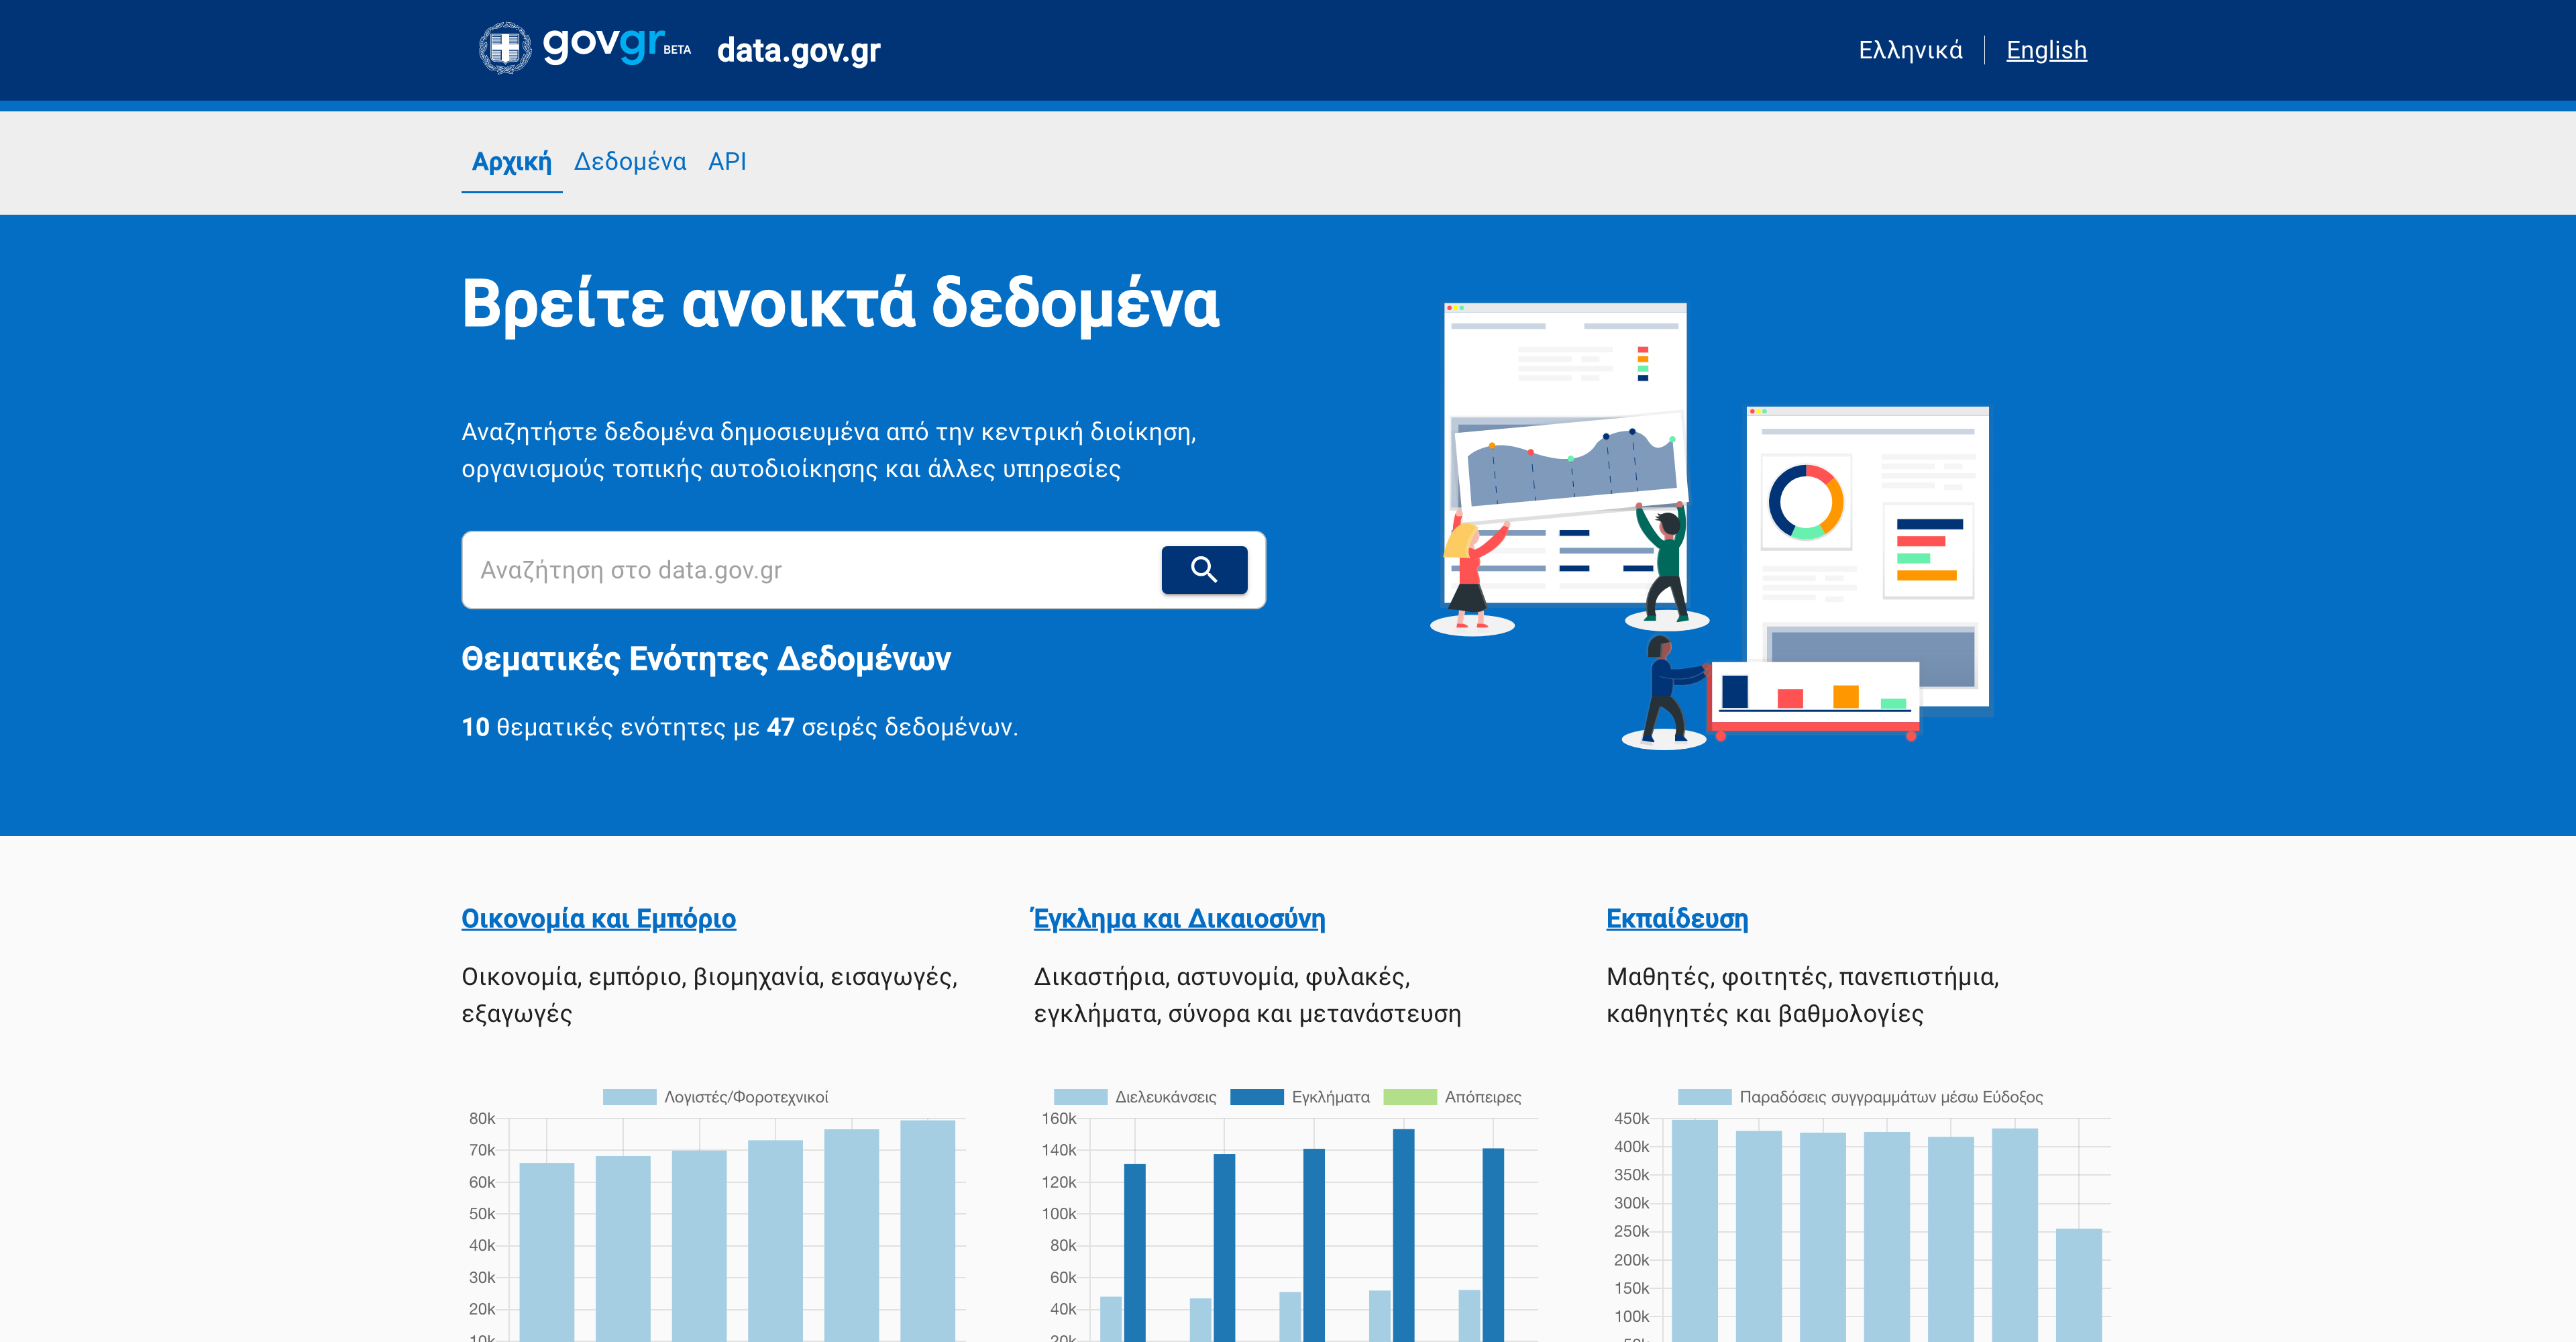 govgr BETA data.gov.gr
Ελληνικά English
Αρχική Δεδομένα API
Βρείτε ανοικτά δεδομένα
Αναζητήστε δεδομένα δημοσιευμένα από την κεντρική διοίκηση,
οργανισμούς τοπικής αυτοδιοίκησης και άλλες υπηρεσίες
Αναζήτηση στο data.gov.gr
Θεματικές Ενότητες Δεδομένων
10 θεματικές ενότητες με 47 σειρές δεδομένων.
Οικονομία και Εμπόριο
Οικονομία, εμπόριο, βιομηχανία, εισαγωγές,
εξαγωγές
Λογιστές/Φοροτεχνικοί
80k
70k
60k
50k
40k
30k
20k
10k
Έγκλημα και Δικαιοσύνη
Δικαστήρια, αστυνομία, φυλακές,
εγκλήματα, σύνορα και μετανάστευση
Διελευκάνσεις Εγκλήματα Απόπειρες
160k
140k
120k
100k
80k
60k
40k
20k
Εκπαίδευση
Μαθητές, φοιτητές, πανεπιστήμια,
καθηγητές και βαθμολογίες
Παραδόσεις συγγραμμάτων μέσω Εύδοξος
450k
400k
350k
300k
250k
200k
150k
100k
50k